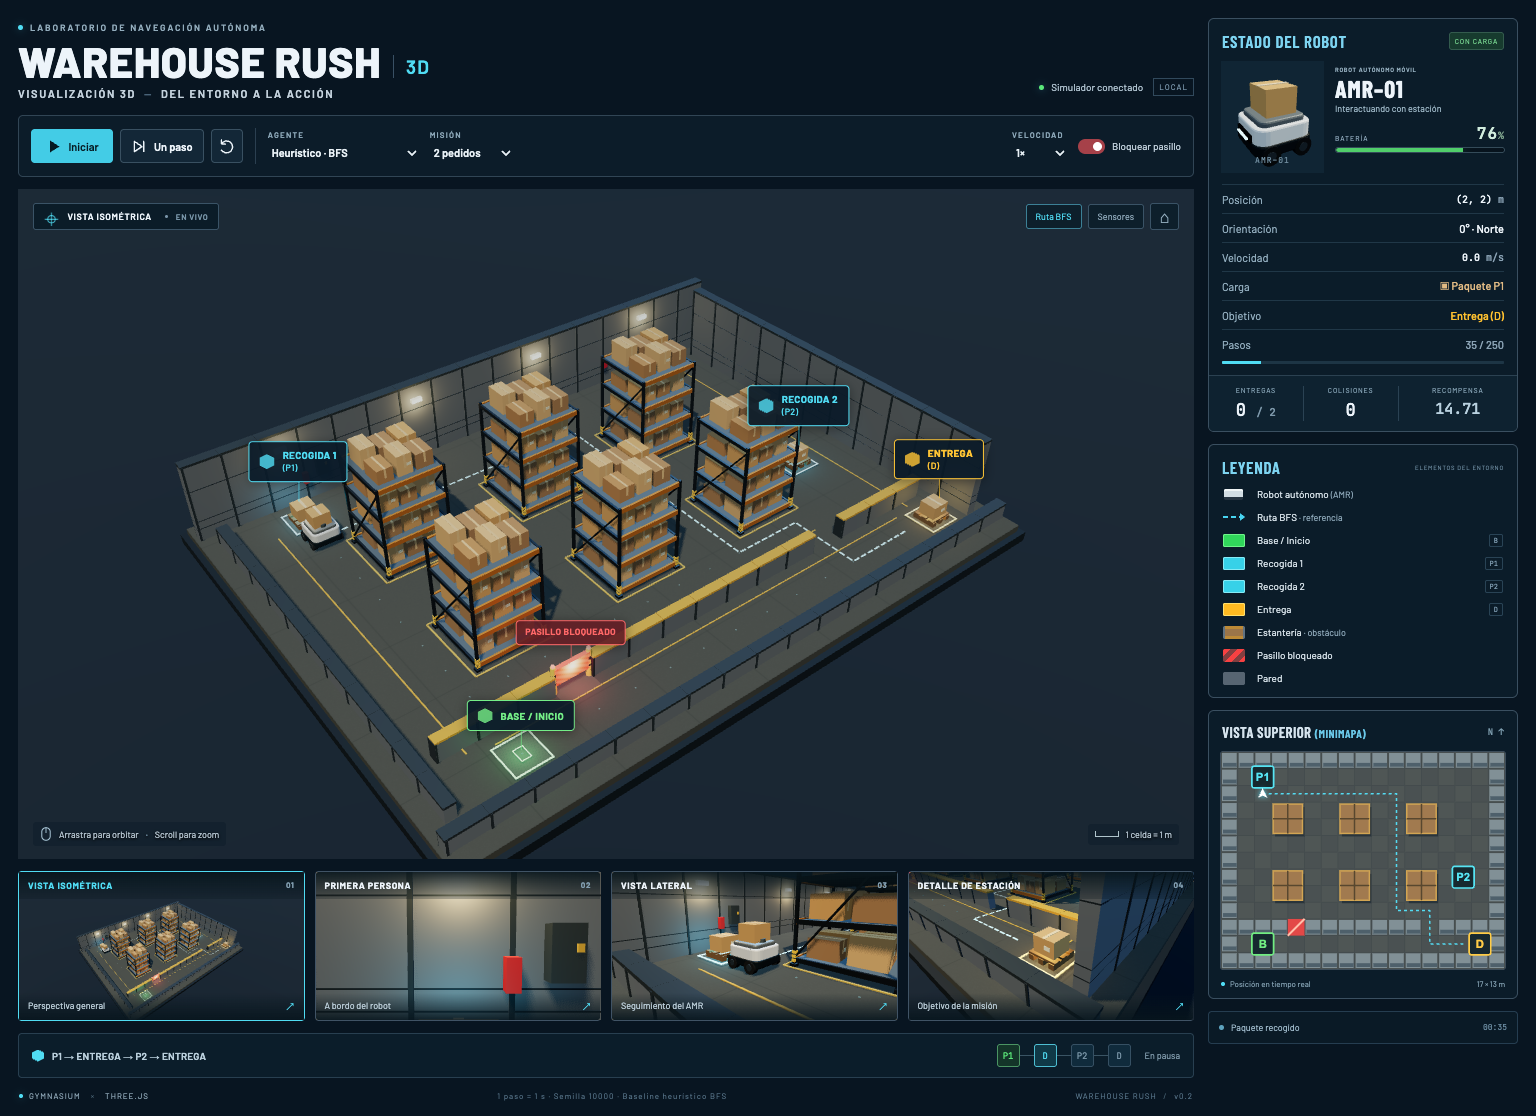 LABORATORIO DE NAVEGACIÓN AUTÓNOMA
WAREHOUSE RUSH | 3D
VISUALIZACIÓN 3D — DEL ENTORNO A LA ACCIÓN
Simulador conectado LOCAL
Iniciar
Un paso
AGENTE
Heurístico · BFS
MISIÓN
2 pedidos
VELOCIDAD
1×
Bloquear pasillo
VISTA ISOMÉTRICA • EN VIVO
Ruta BFS
Sensores
RECOGIDA 1
(P1)
RECOGIDA 2
(P2)
ENTREGA
(D)
PASILLO BLOQUEADO
BASE / INICIO
Arrastra para orbitar · Scroll para zoom
1 celda = 1 m
VISTA ISOMÉTRICA 01
Perspectiva general ↗
PRIMERA PERSONA 02
A bordo del robot ↗
VISTA LATERAL 03
Seguimiento del AMR ↗
DETALLE DE ESTACIÓN 04
Objetivo de la misión ↗
P1 → ENTREGA → P2 → ENTREGA
P1 D P2 D En pausa
GYMNASIUM × THREE.JS
1 paso = 1 s · Semilla 10000 · Baseline heurístico BFS
WAREHOUSE RUSH / v0.2
ESTADO DEL ROBOT
CON CARGA
AMR-01
ROBOT AUTÓNOMO MÓVIL
AMR-01
Interactuando con estación
BATERÍA 76%
Posición (2, 2) m
Orientación 0° · Norte
Velocidad 0.0 m/s
Carga ▣ Paquete P1
Objetivo Entrega (D)
Pasos 35 / 250
ENTREGAS
0 / 2
COLISIONES
0
RECOMPENSA
14.71
LEYENDA
ELEMENTOS DEL ENTORNO
Robot autónomo (AMR)
Ruta BFS · referencia
Base / Inicio B
Recogida 1 P1
Recogida 2 P2
Entrega D
Estantería · obstáculo
Pasillo bloqueado
Pared
VISTA SUPERIOR (MINIMAPA) N ↑
P1
P2
B
D
Posición en tiempo real 17 × 13 m
Paquete recogido 00:35